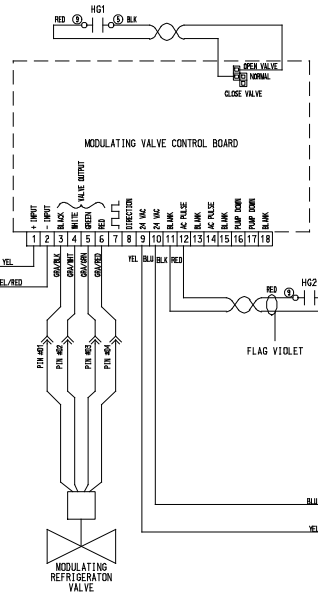 HG1
RED 9 5 BLK
OPEN VALVE
NORMAL
CLOSE VALVE
MODULATING VALVE CONTROL BOARD
VALVE OUTPUT
+ INPUT
- INPUT
BLACK
WHITE
GREEN
RED
DIRECTION
24 VAC
24 VAC
BLANK
AC PULSE
BLANK
AC PULSE
BLANK
PUMP DOWN
PUMP DOWN
BLANK
1 2 3 4 5 6 7 8 9 10 11 12 13 14 15 16 17 18
YEL
EL/RED
GRA/BLK
GRA/WHT
GRA/GRN
GRA/RED
YEL BLU BLK RED
HG2
RED 9
FLAG VIOLET
PIN #01
PIN #02
PIN #03
PIN #04
BLU
YEL
MODULATING
REFRIGERATON
VALVE